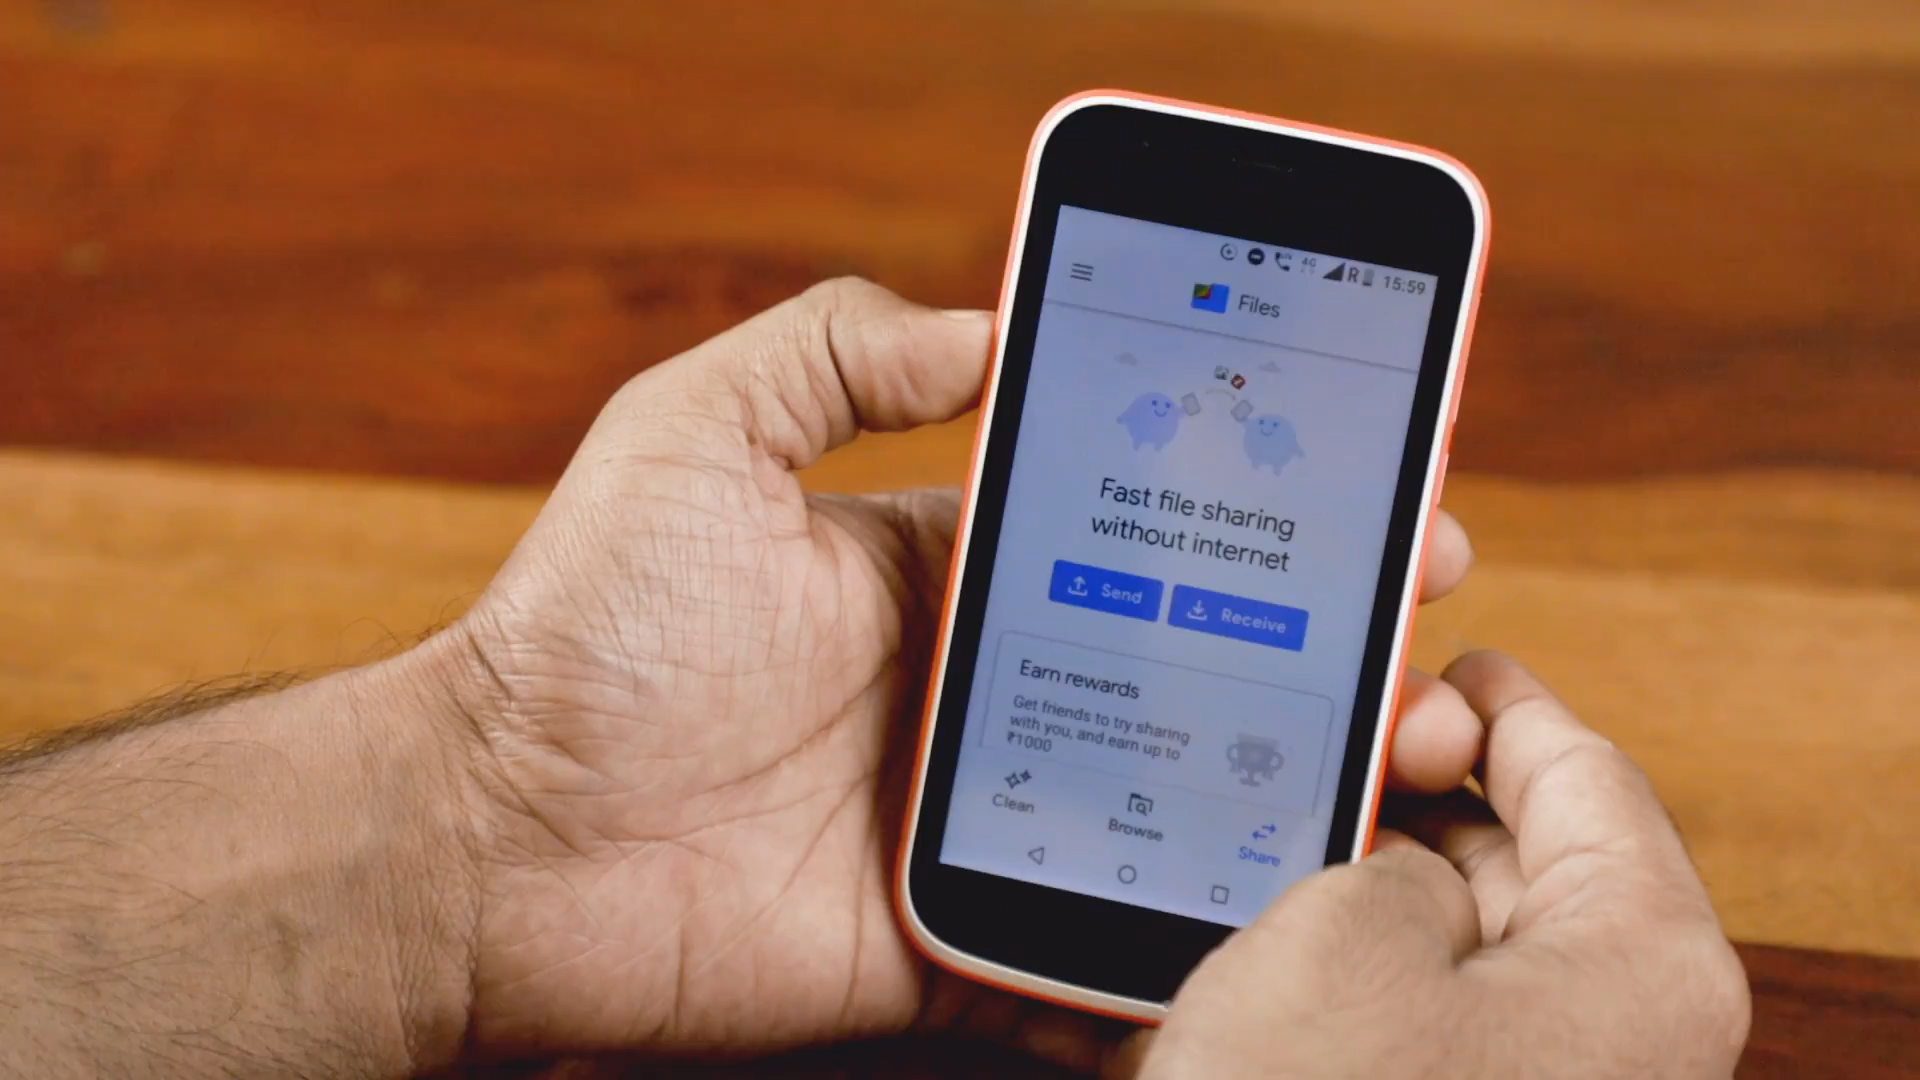 4G R 15:59
Files
Fast file sharing
without internet
Send Receive
Earn rewards
Get friends to try sharing
with you, and earn up to
₹1000
Clean Browse Share